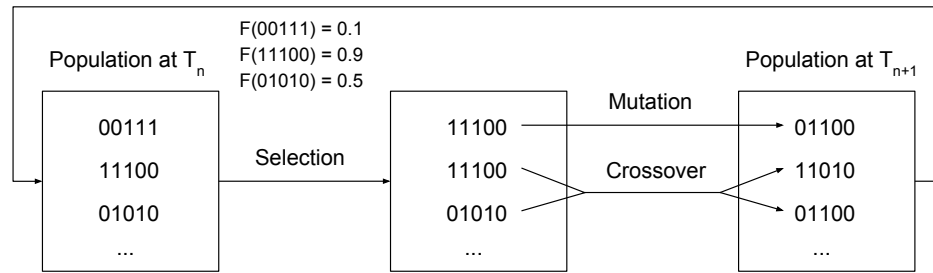 F(00111) = 0.1
F(11100) = 0.9
F(01010) = 0.5
Population at Tn
00111
11100
01010
...
Selection
11100
11100
01010
...
Mutation
Crossover
Population at Tn+1
01100
11010
01100
...